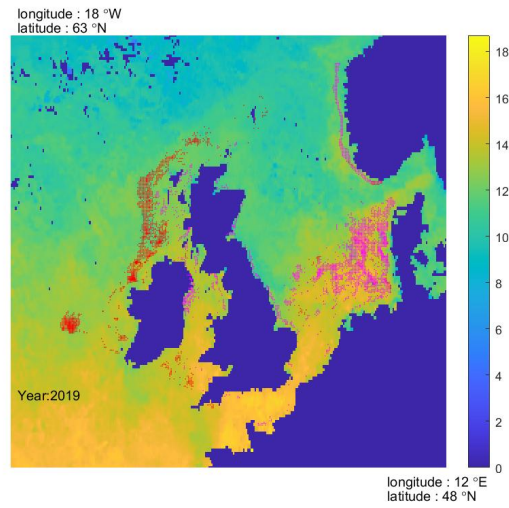 longitude : 18 °W
latitude : 63 °N
18
16
14
12
10
8
6
4
2
0
Year:2019
longitude : 12 °E
latitude : 48 °N